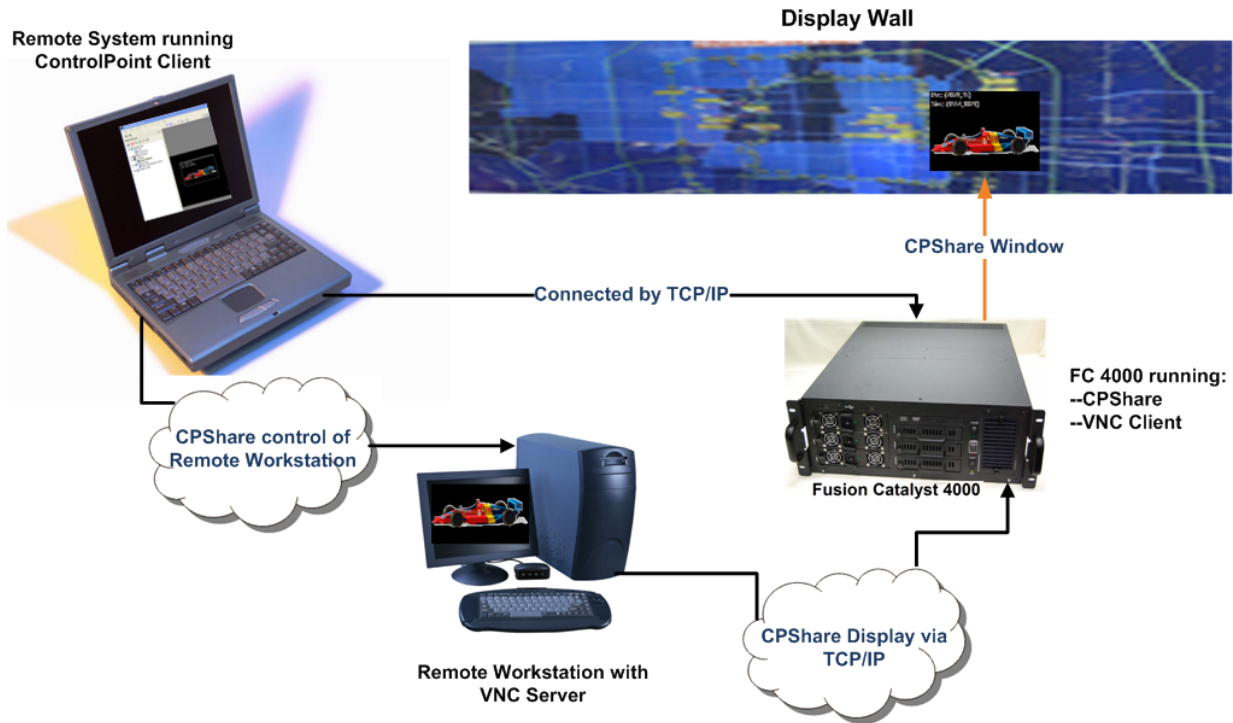 Display Wall
Remote System running
ControlPoint Client
CPShare Window
Connected by TCP/IP
FC 4000 running:
--CPShare
--VNC Client
Fusion Catalyst 4000
CPShare control of
Remote Workstation
CPShare Display via
TCP/IP
Remote Workstation with
VNC Server